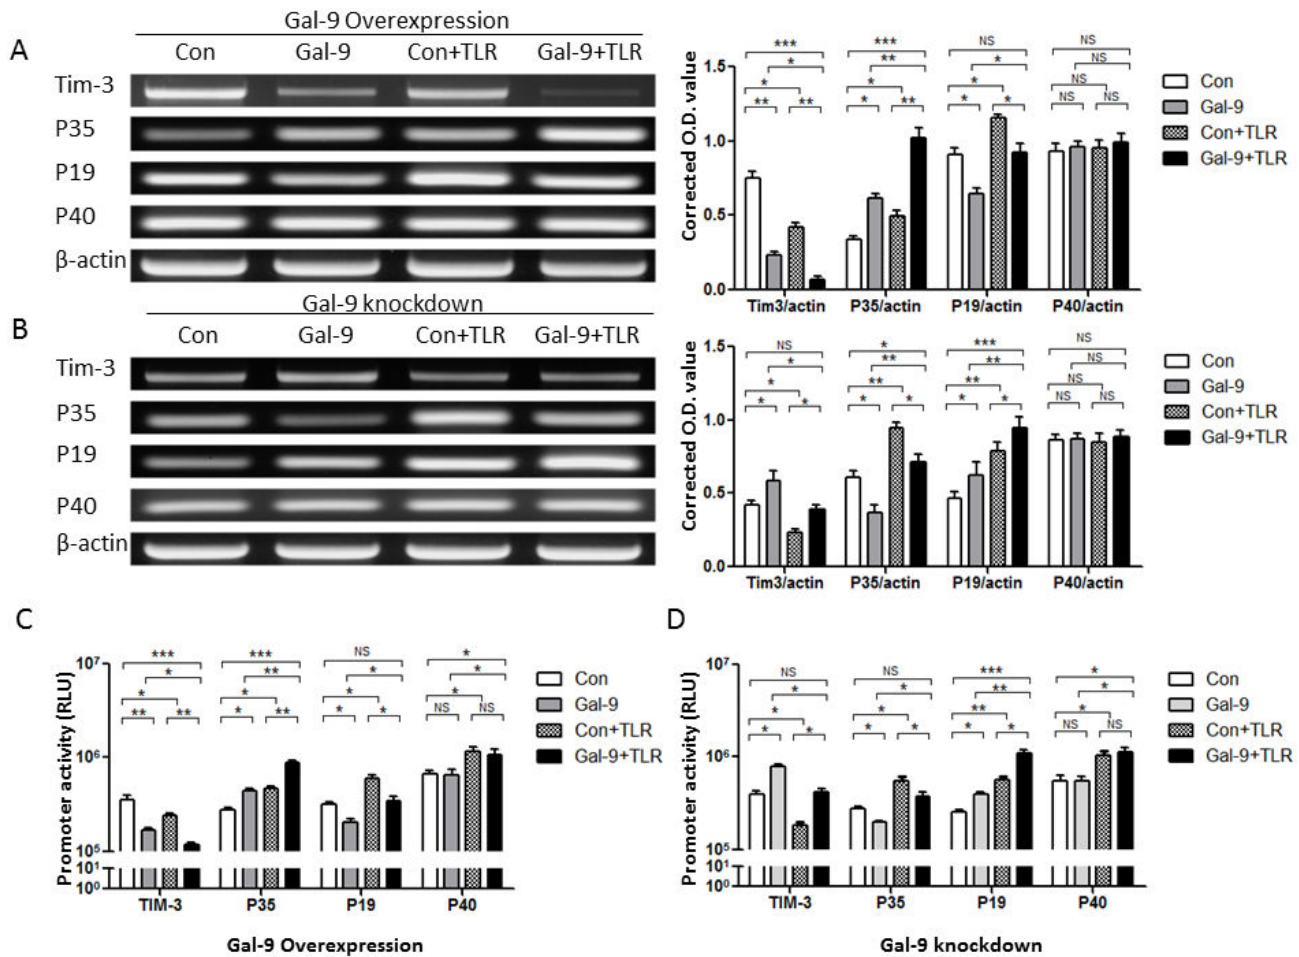 A
Gal-9 Overexpression
Con Gal-9 Con+TLR Gal-9+TLR
Tim-3
P35
P19
P40
β-actin
Corrected O.D. value
1.5
1.0
0.5
0.0
*** *** NS NS
* ** * NS
* * * NS
** ** * ** * * NS NS
Tim3/actin P35/actin P19/actin P40/actin
Con
Gal-9
Con+TLR
Gal-9+TLR
B
Gal-9 knockdown
Con Gal-9 Con+TLR Gal-9+TLR
Tim-3
P35
P19
P40
β-actin
Corrected O.D. value
1.5
1.0
0.5
0.0
NS * *** NS
* ** ** NS
* ** ** NS
* * * * * * NS NS
Tim3/actin P35/actin P19/actin P40/actin
Con
Gal-9
Con+TLR
Gal-9+TLR
C
Promoter activity (RLU)
10⁷
10⁶
10⁵
10¹
10⁰
*** *** NS *
* ** * *
* * * *
** ** * ** * * NS NS
TIM-3 P35 P19 P40
Con
Gal-9
Con+TLR
Gal-9+TLR
Gal-9 Overexpression
D
Promoter activity (RLU)
10⁷
10⁶
10⁵
10¹
10⁰
NS NS *** *
* * ** *
* * ** *
* * * * * * NS NS
TIM-3 P35 P19 P40
Con
Gal-9
Con+TLR
Gal-9+TLR
Gal-9 knockdown